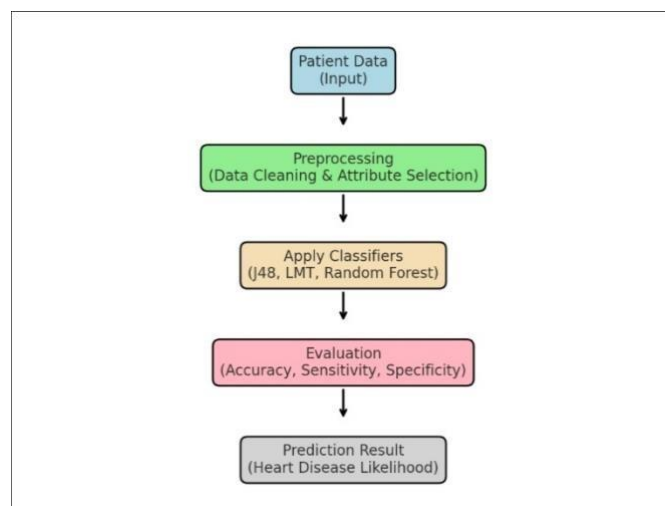 Patient Data
(Input)
Preprocessing
(Data Cleaning & Attribute Selection)
Apply Classifiers
(J48, LMT, Random Forest)
Evaluation
(Accuracy, Sensitivity, Specificity)
Prediction Result
(Heart Disease Likelihood)